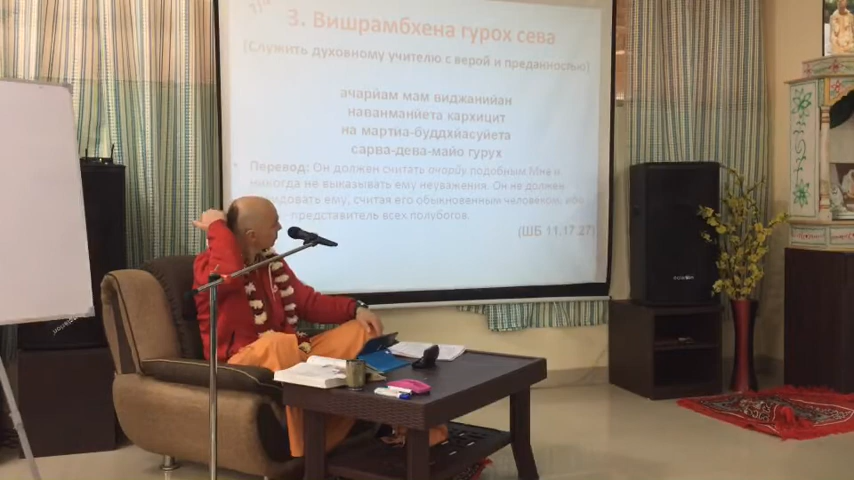 3. Вишрамбхена гурох сева
(Служить духовному учителю с верой и преданностью)
ачарйам мам виджанийан
наванманйета кархицит
на мартиа-буддхйасуйета
сарва-дева-майо гурух
Перевод: Он должен считать ачарйу подобным Мне и
никогда не выказывать ему неуважения. Он не должен
ему, считая его обыкновенным человеком, ибо
представитель всех полубогов.
(ШБ 11.17.27)